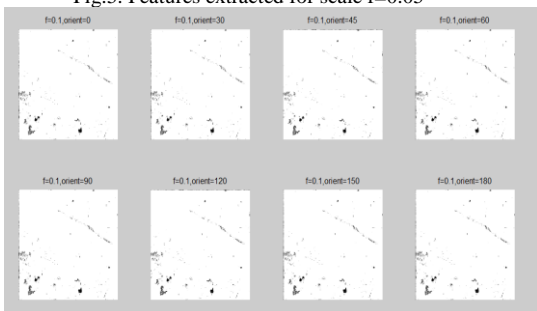 Fig.3. Features extracted for scale f=0.05
f=0.1,orient=0 f=0.1,orient=30 f=0.1,orient=45 f=0.1,orient=60
f=0.1,orient=90 f=0.1,orient=120 f=0.1,orient=150 f=0.1,orient=180